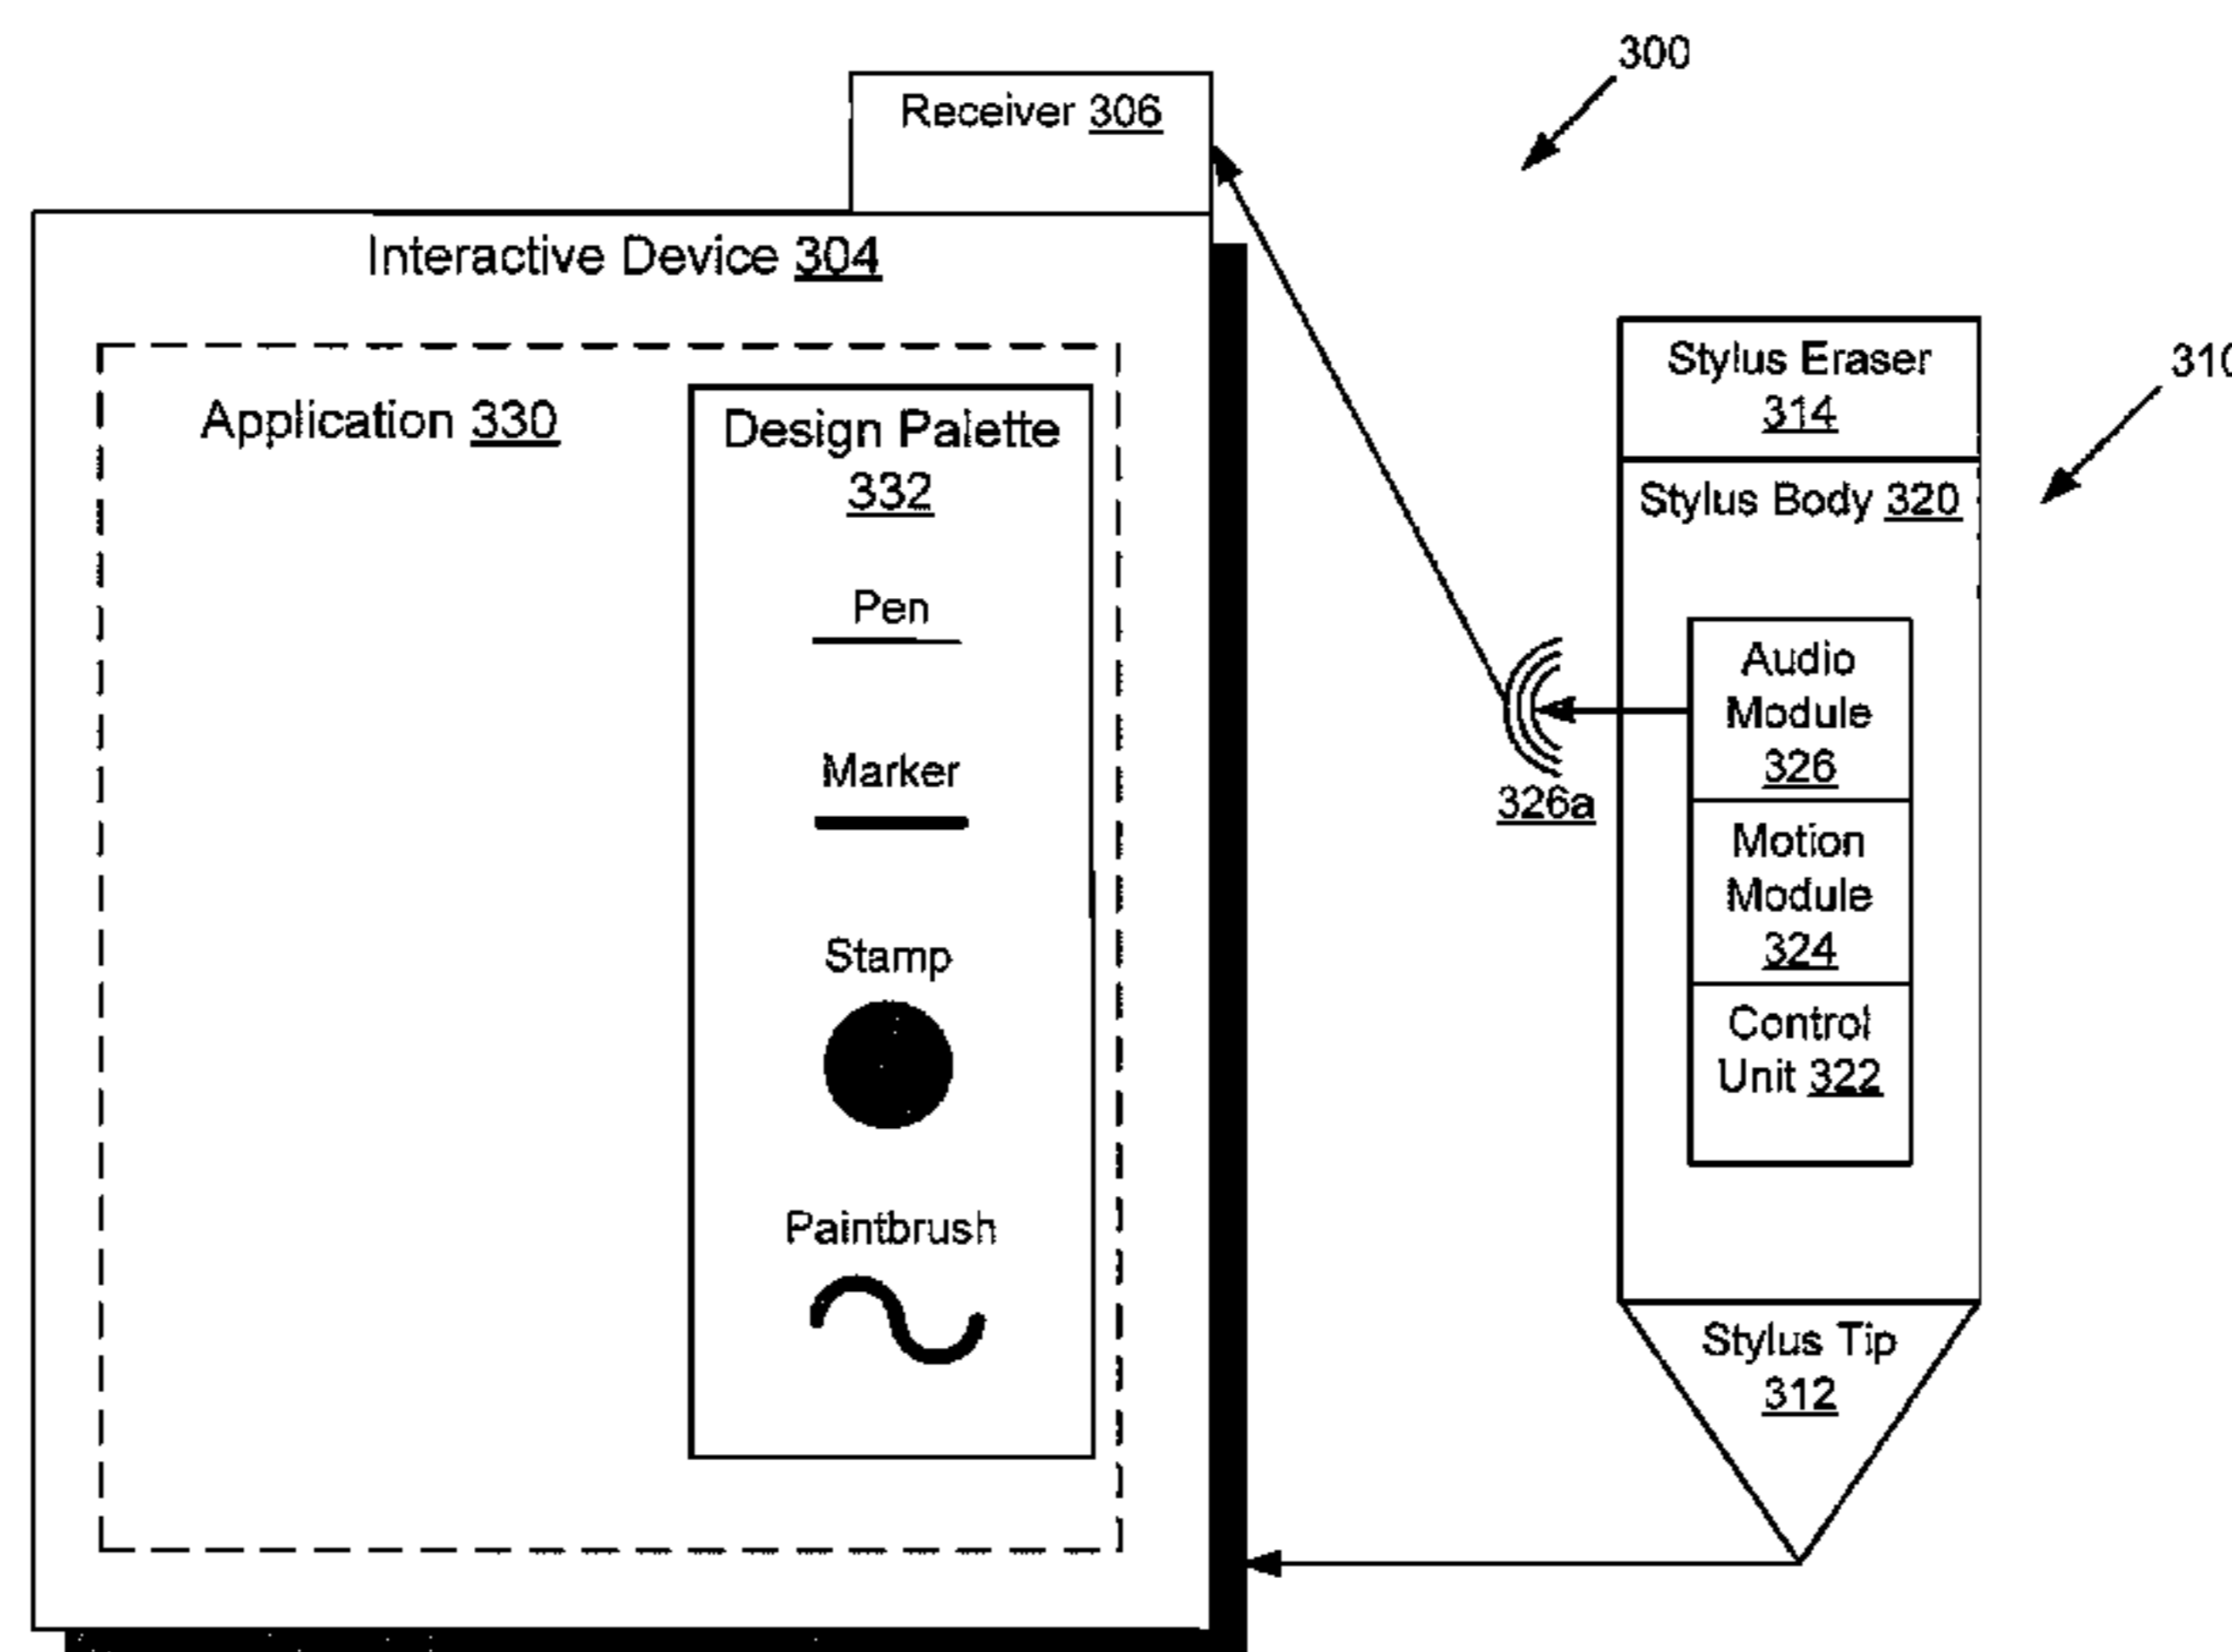 300
Receiver 306
Interactive Device 304
Application 330
Design Palette
332
Pen
Marker
Stamp
Paintbrush
326a
310
Stylus Eraser
314
Stylus Body 320
Audio
Module
326
Motion
Module
324
Control
Unit 322
Stylus Tip
312